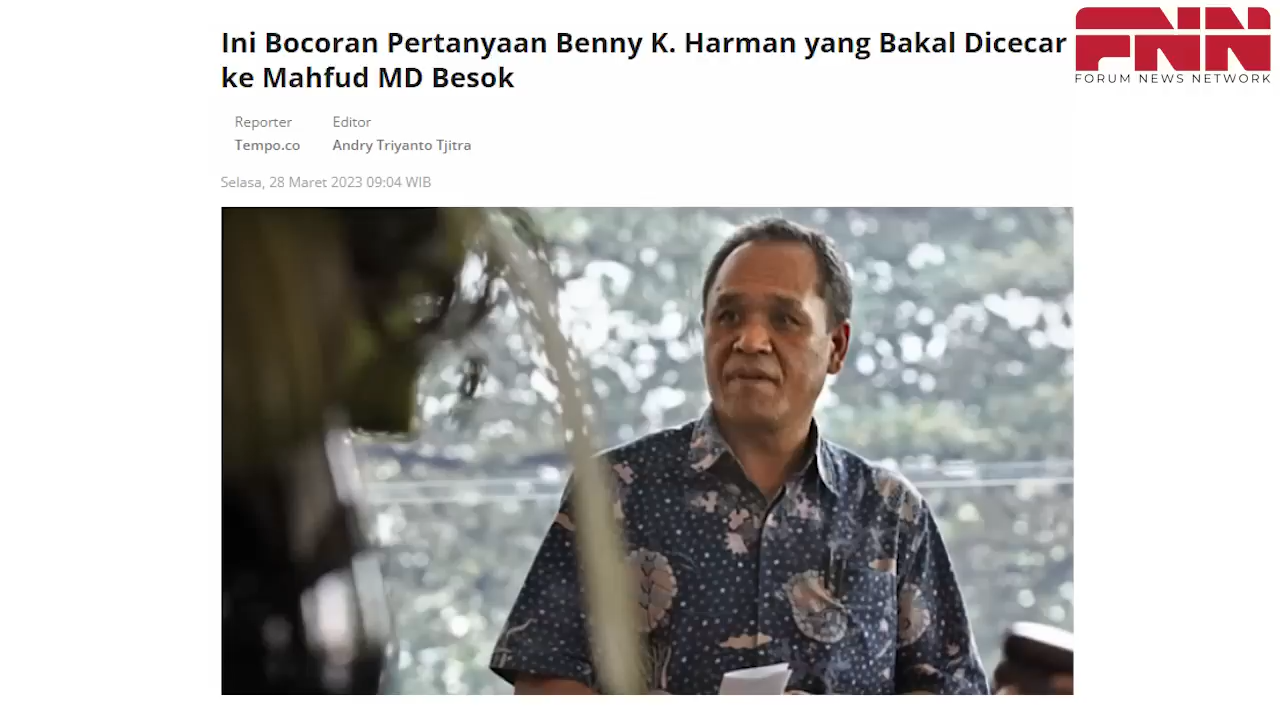 Ini Bocoran Pertanyaan Benny K. Harman yang Bakal Dicecar
ke Mahfud MD Besok
FNN
FORUM NEWS NETWORK
Reporter Editor
Tempo.co Andry Triyanto Tjitra
Selasa, 28 Maret 2023 09:04 WIB